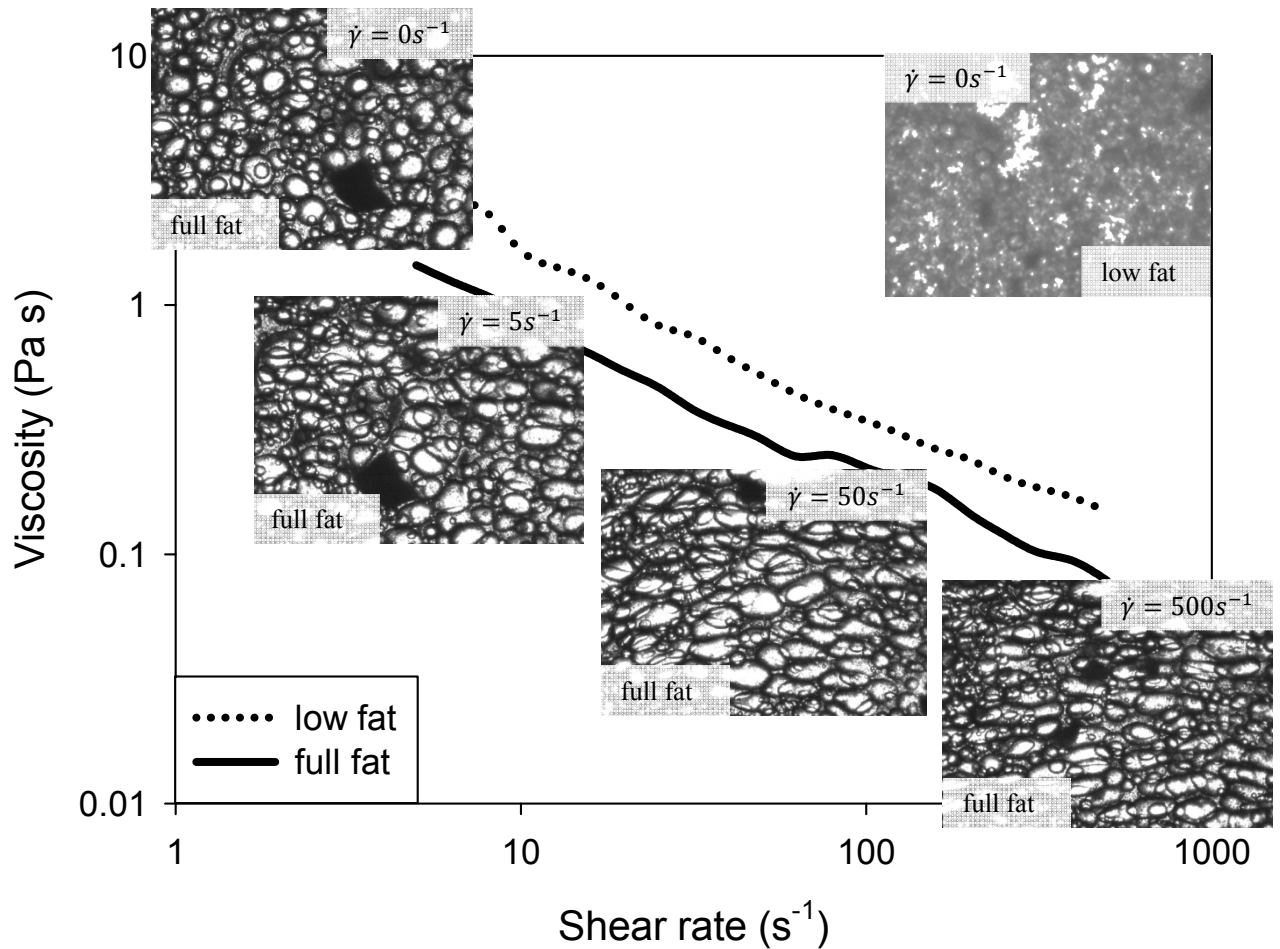 γ̇ = 0s⁻¹
full fat
γ̇ = 0s⁻¹
low fat
γ̇ = 5s⁻¹
full fat
γ̇ = 50s⁻¹
full fat
γ̇ = 500s⁻¹
full fat
Viscosity (Pa s)
10
1
0.1
0.01
low fat
full fat
1
10
100
1000
Shear rate (s⁻¹)